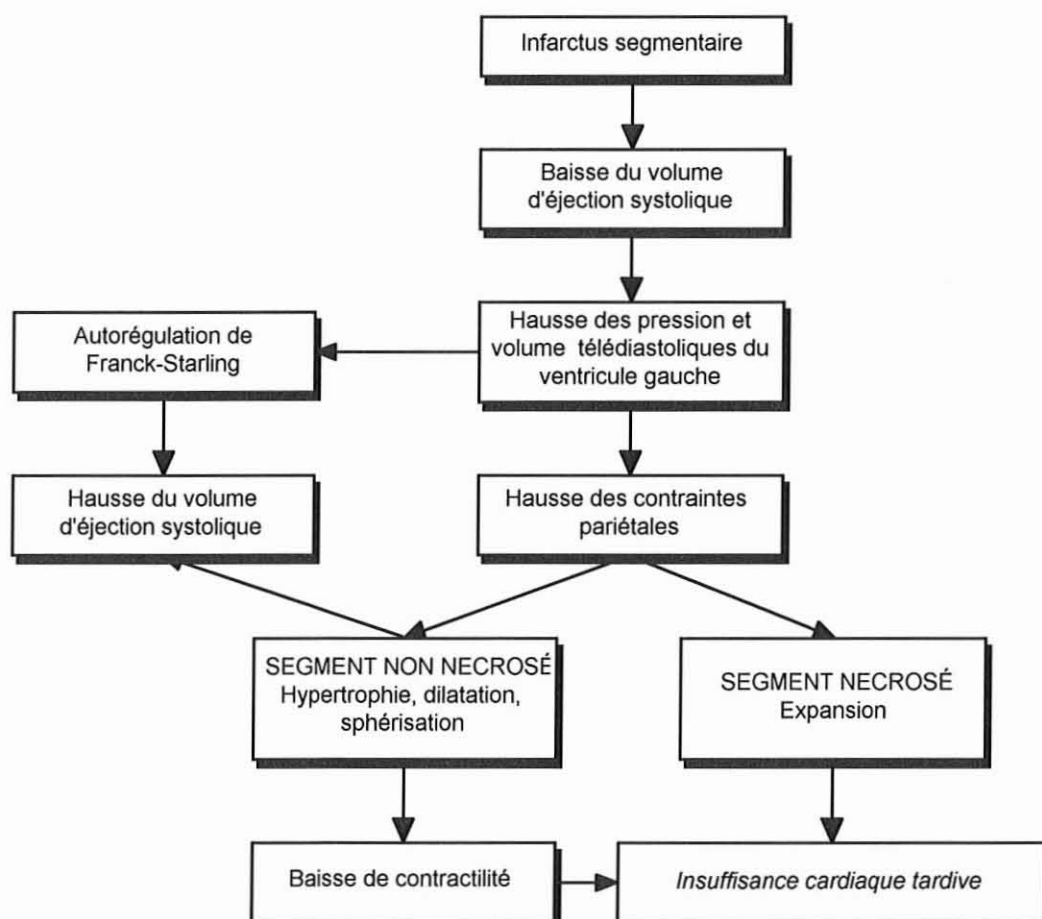 Infarctus segmentaire
Baisse du volume
d'éjection systolique
Hausse des pression et
volume télédiastoliques du
ventricule gauche
Autorégulation de
Franck-Starling
Hausse du volume
d'éjection systolique
Hausse des contraintes
pariétales
SEGMENT NON NECROSÉ
Hypertrophie, dilatation,
sphérisation
SEGMENT NECROSÉ
Expansion
Baisse de contractilité
Insuffisance cardiaque tardive